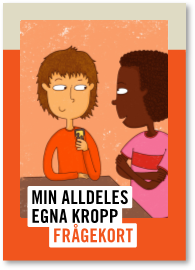 MIN ALLDELES
EGNA KROPP
FRÅGEKORT